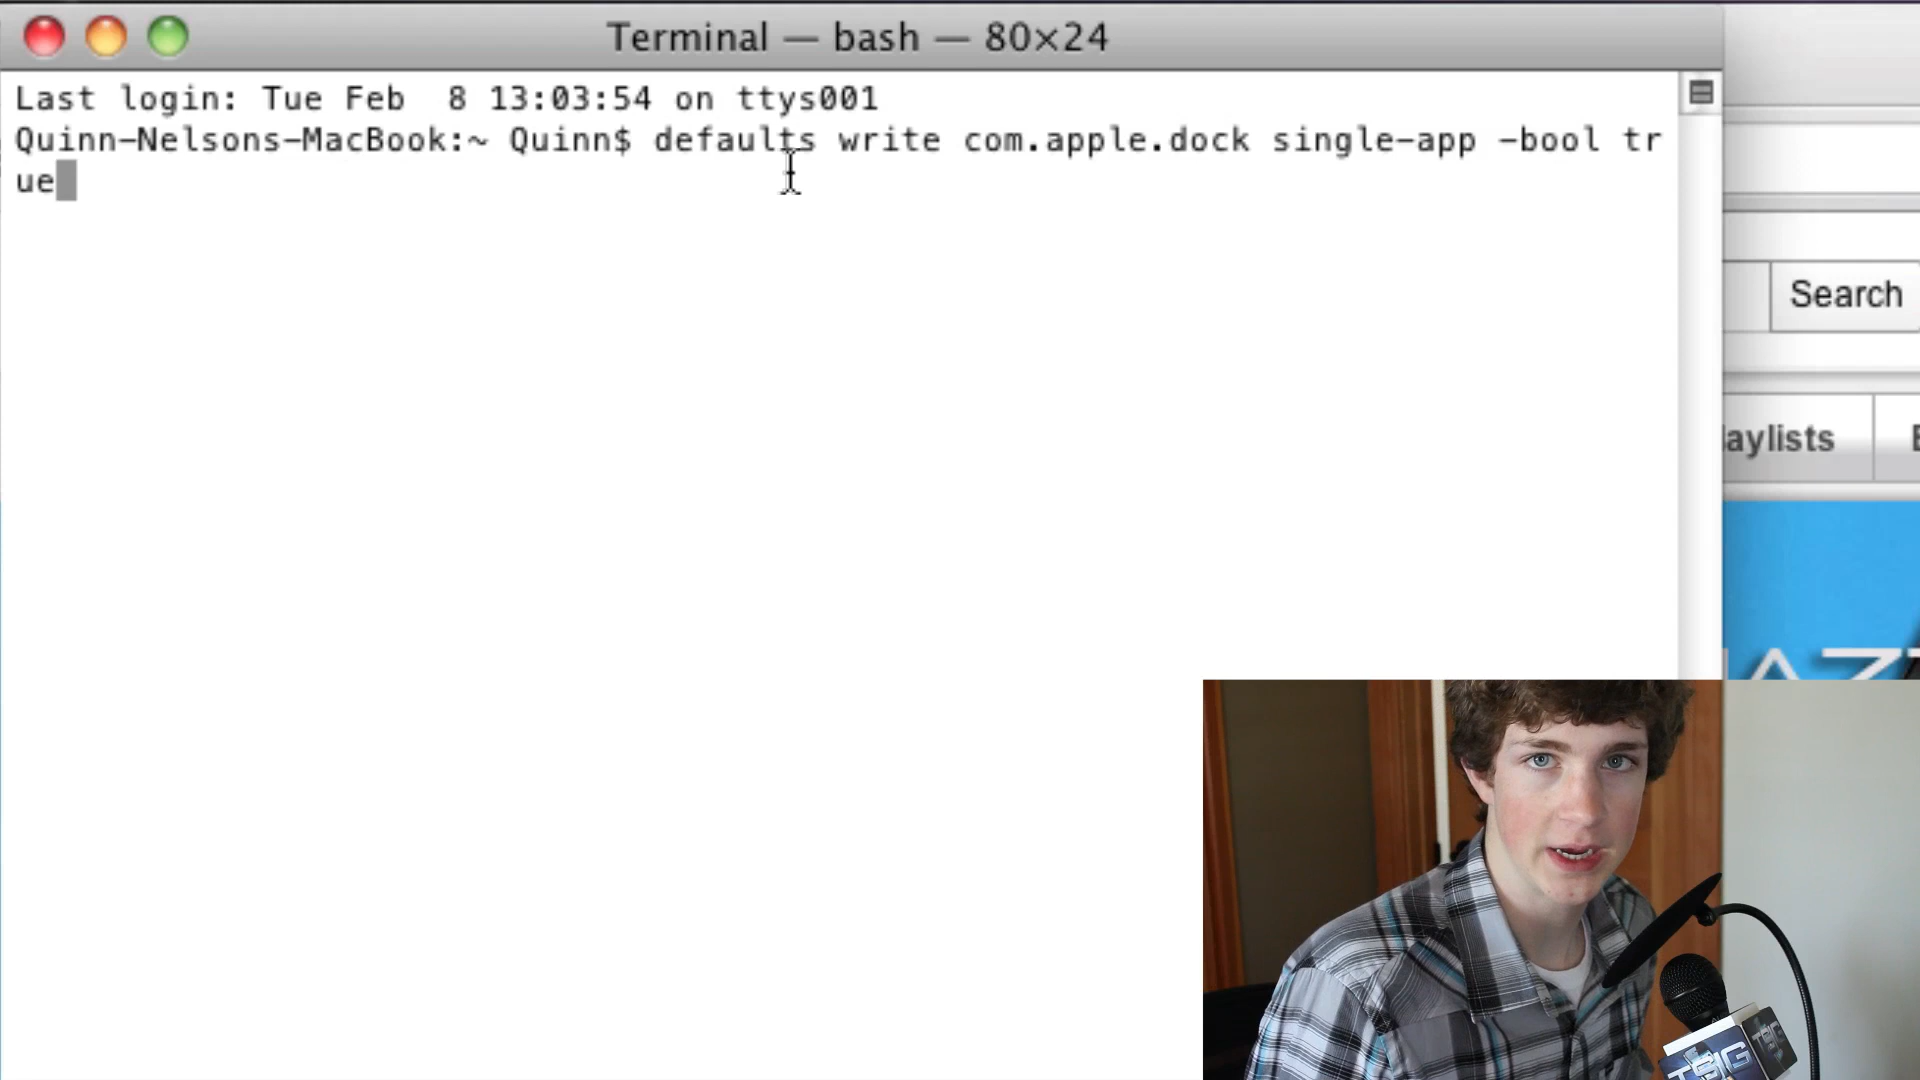 Terminal — bash — 80×24
Last login: Tue Feb  8 13:03:54 on ttys001
Quinn-Nelsons-MacBook:~ Quinn$ defaults write com.apple.dock single-app -bool tr
ue
Search
aylists
TSG